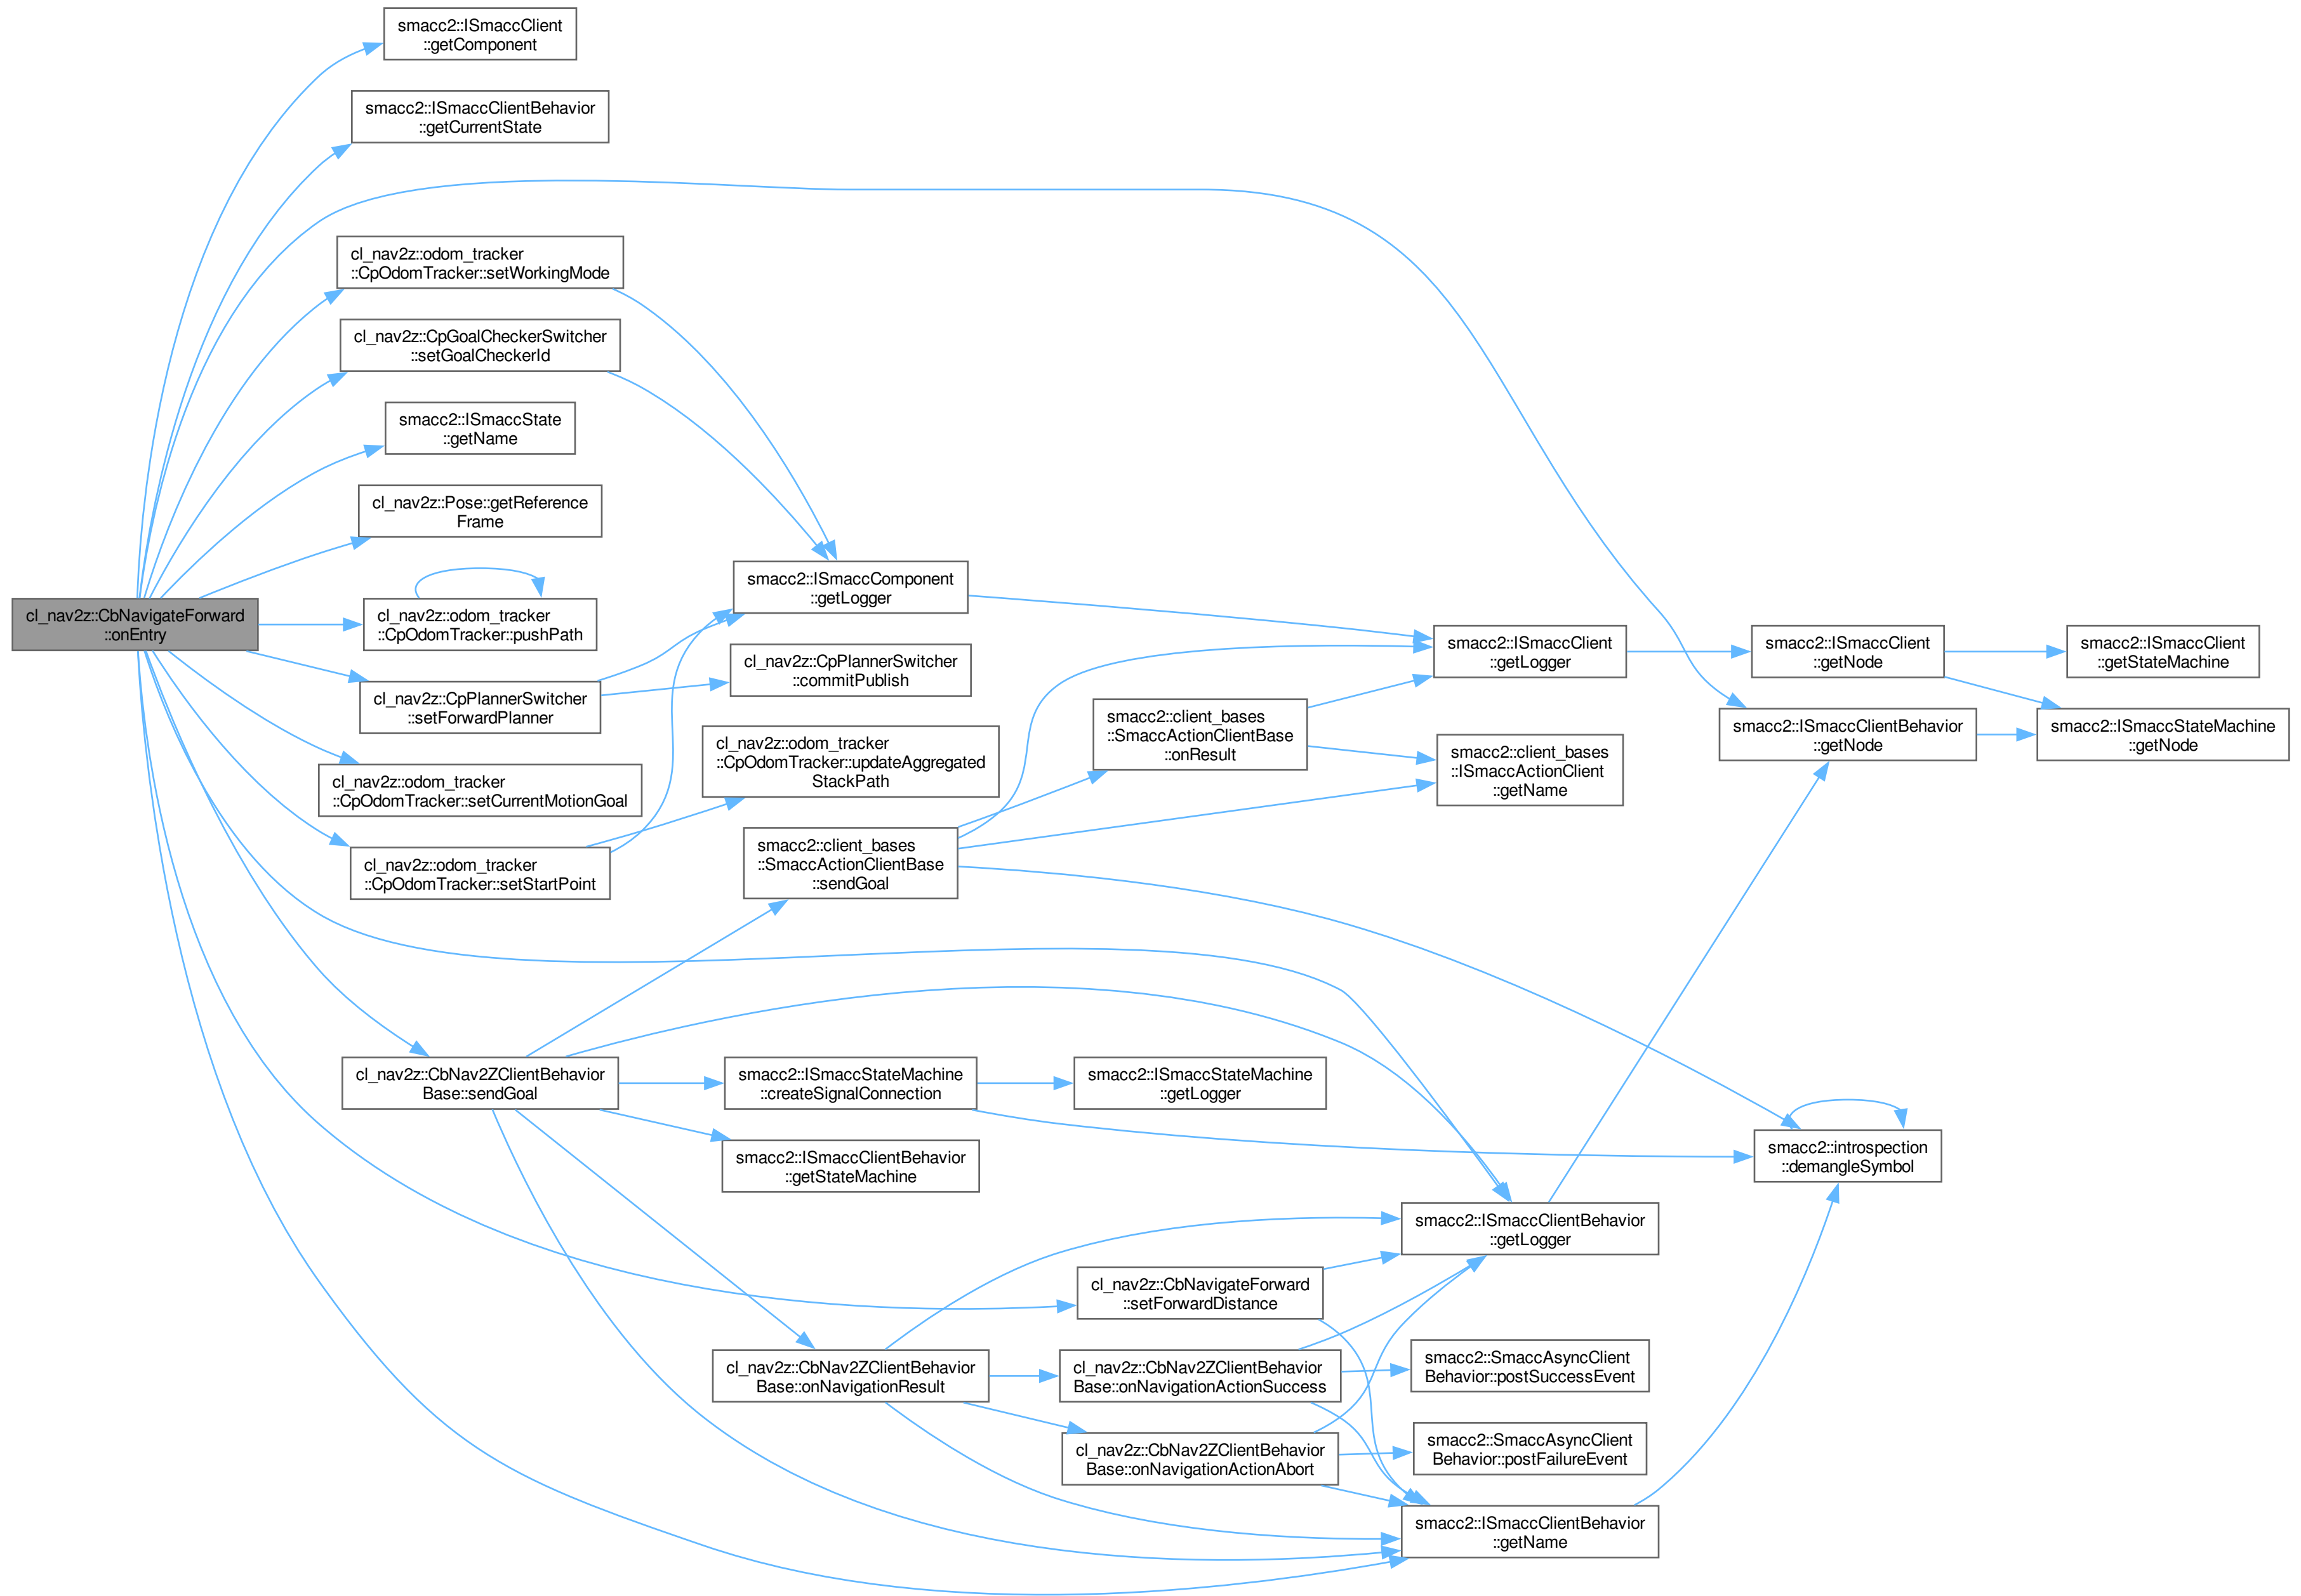 smacc2::ISmaccClient
::getComponent
smacc2::ISmaccClientBehavior
::getCurrentState
cl_nav2z::odom_tracker
::CpOdomTracker::setWorkingMode
cl_nav2z::CpGoalCheckerSwitcher
::setGoalCheckerId
smacc2::ISmaccState
::getName
cl_nav2z::Pose::getReference
Frame
cl_nav2z::CbNavigateForward
::onEntry
cl_nav2z::odom_tracker
::CpOdomTracker::pushPath
cl_nav2z::CpPlannerSwitcher
::setForwardPlanner
cl_nav2z::odom_tracker
::CpOdomTracker::setCurrentMotionGoal
cl_nav2z::odom_tracker
::CpOdomTracker::setStartPoint
cl_nav2z::CbNav2ZClientBehavior
Base::sendGoal
smacc2::ISmaccComponent
::getLogger
cl_nav2z::CpPlannerSwitcher
::commitPublish
cl_nav2z::odom_tracker
::CpOdomTracker::updateAggregated
StackPath
smacc2::client_bases
::SmaccActionClientBase
::sendGoal
smacc2::ISmaccStateMachine
::createSignalConnection
smacc2::ISmaccClientBehavior
::getStateMachine
cl_nav2z::CbNav2ZClientBehavior
Base::onNavigationResult
smacc2::client_bases
::SmaccActionClientBase
::onResult
smacc2::ISmaccStateMachine
::getLogger
cl_nav2z::CbNavigateForward
::setForwardDistance
cl_nav2z::CbNav2ZClientBehavior
Base::onNavigationActionSuccess
cl_nav2z::CbNav2ZClientBehavior
Base::onNavigationActionAbort
smacc2::ISmaccClient
::getLogger
smacc2::client_bases
::ISmaccActionClient
::getName
smacc2::ISmaccClientBehavior
::getLogger
smacc2::SmaccAsyncClient
Behavior::postSuccessEvent
smacc2::SmaccAsyncClient
Behavior::postFailureEvent
smacc2::ISmaccClientBehavior
::getName
smacc2::ISmaccClient
::getNode
smacc2::ISmaccClientBehavior
::getNode
smacc2::introspection
::demangleSymbol
smacc2::ISmaccClient
::getStateMachine
smacc2::ISmaccStateMachine
::getNode